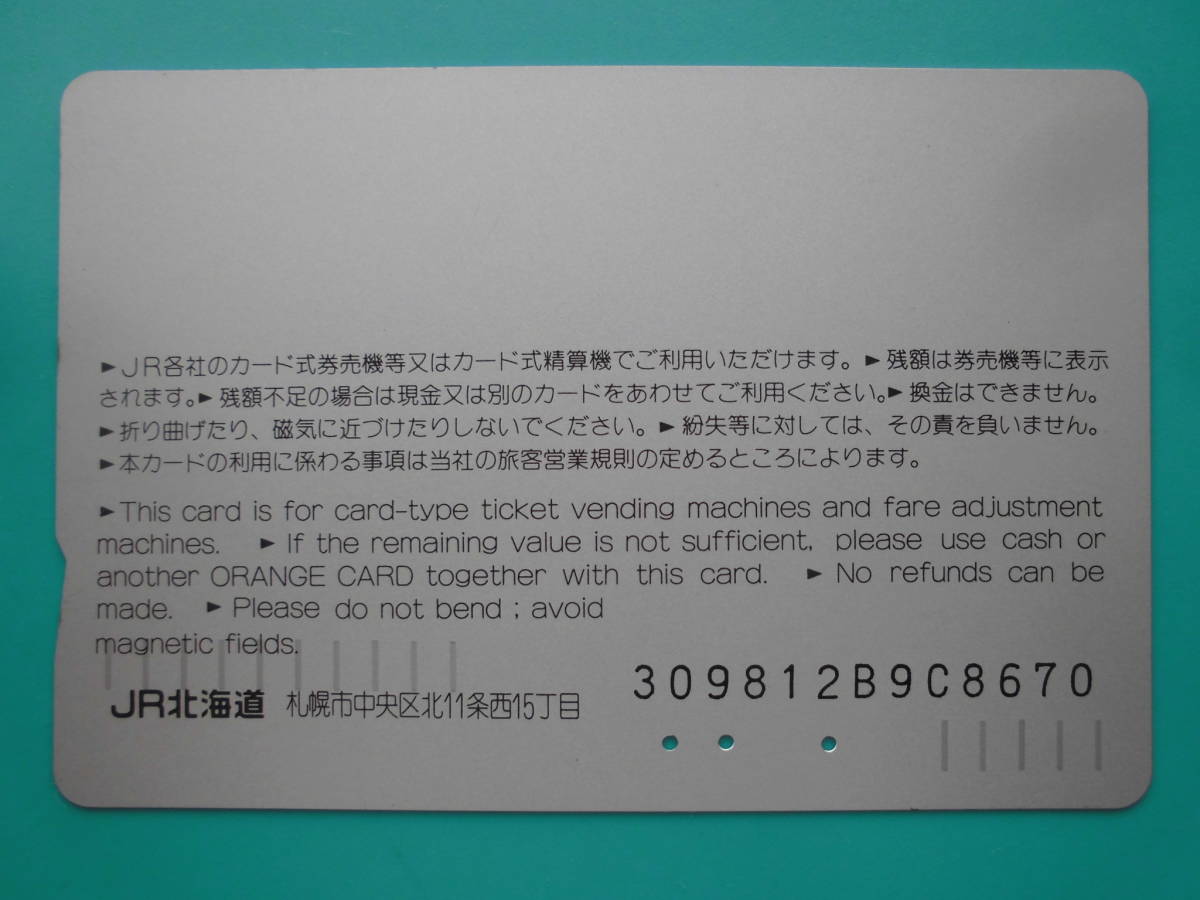 ►JR各社のカード式券売機等又はカード式精算機でご利用いただけます。►残額は券売機等に表示
されます。►残額不足の場合は現金又は別のカードをあわせてご利用ください。►換金はできません。
►折り曲げたり、磁気に近づけたりしないでください。►紛失等に対しては、その責を負いません。
►本カードの利用に係わる事項は当社の旅客営業規則の定めるところによります。
►This card is for card-type ticket vending machines and fare adjustment
machines. ►If the remaining value is not sufficient, please use cash or
another ORANGE CARD together with this card. ►No refunds can be
made. ►Please do not bend ; avoid
magnetic fields.
309812B9C8670
JR北海道 札幌市中央区北11条西15丁目